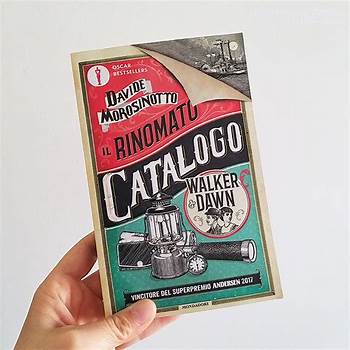 OSCAR
BESTSELLERS
DAVIDE
MOROSINOTTO
IL RINOMATO
CATALOGO
WALKER
& DAWN
VINCITORE DEL SUPERPREMIO ANDERSEN 2017
MONDADORI